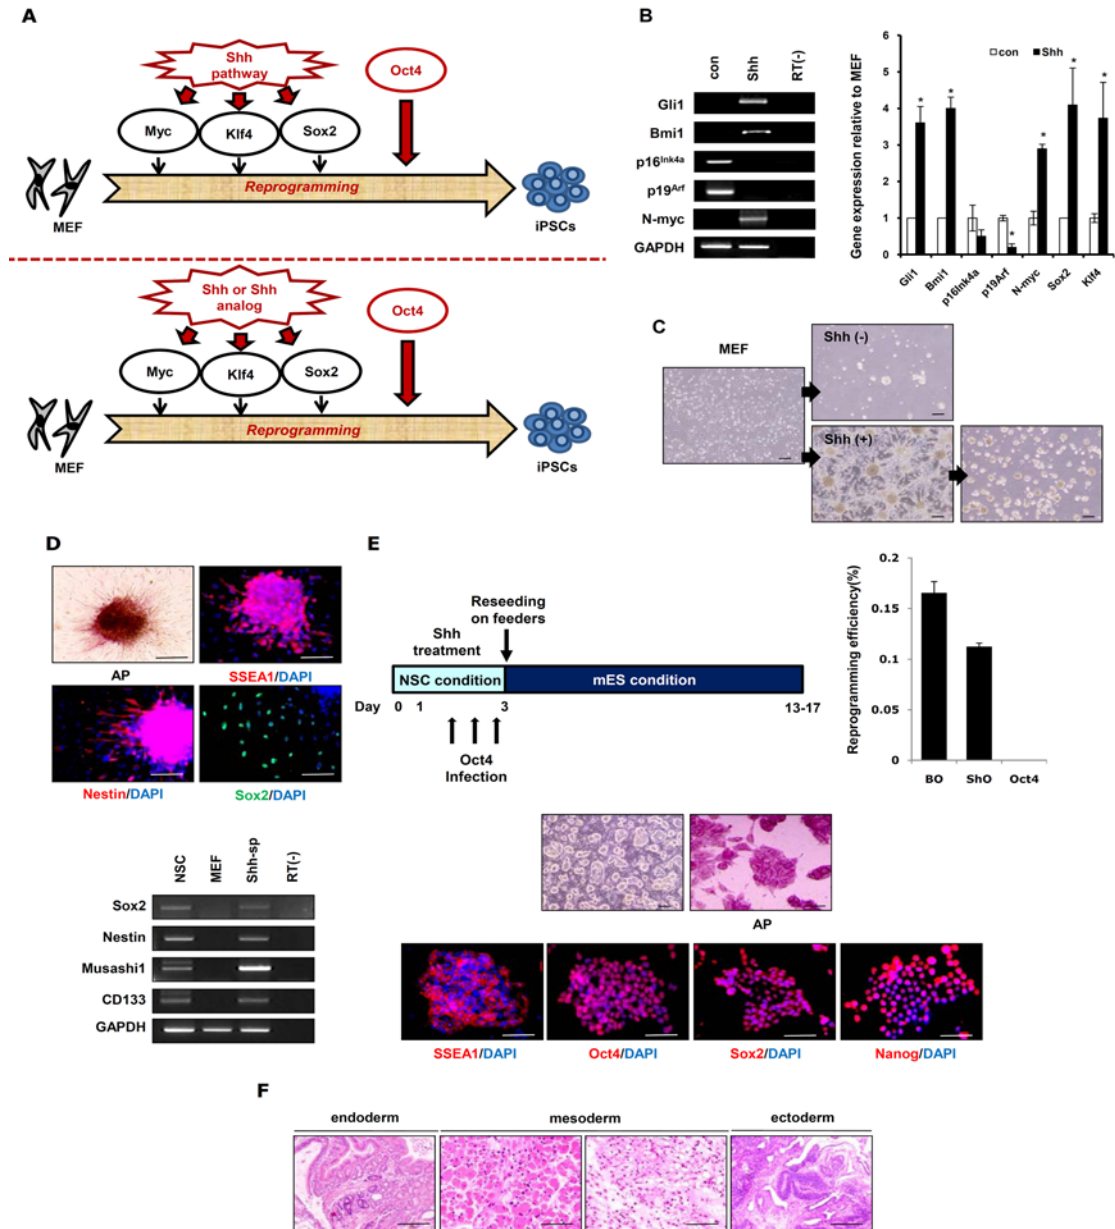 A
Shh
pathway
Oct4
Myc
Klf4
Sox2
Reprogramming
MEF
iPSCs
Shh or Shh
analog
Oct4
Myc
Klf4
Sox2
Reprogramming
MEF
iPSCs
B
con
Shh
RT(-)
Gli1
Bmi1
p16Ink4a
p19Arf
N-myc
GAPDH
Gene expression relative to MEF
6
5
4
3
2
1
0
con
Shh
*
*
*
*
*
*
Gli1
Bmi1
p16Ink4a
p19Arf
N-myc
Sox2
Klf4
C
MEF
Shh (-)
Shh (+)
D
AP
SSEA1/DAPI
Nestin/DAPI
Sox2/DAPI
NSC
MEF
Shh-sp
RT(-)
Sox2
Nestin
Musashi1
CD133
GAPDH
E
Reseeding
on feeders
Shh
treatment
NSC condition
mES condition
Day
0
1
3
13-17
Oct4
Infection
Reprogramming efficiency(%)
0.2
0.15
0.1
0.05
0
BO
ShO
Oct4
AP
SSEA1/DAPI
Oct4/DAPI
Sox2/DAPI
Nanog/DAPI
F
endoderm
mesoderm
ectoderm